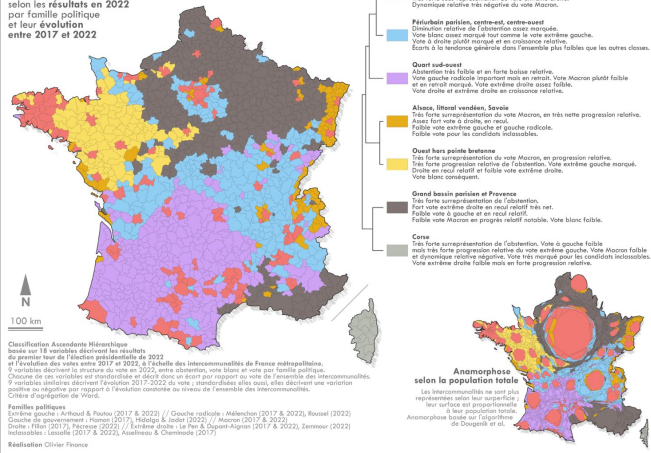 selon les résultats en 2022
par famille politique
et leur évolution
entre 2017 et 2022
Dynamique relative très négative du vote Macron.
Périurbain parisien, centre-est, centre-ouest
Diminution relative de l'abstention assez marquée.
Vote blanc assez marqué tout comme le vote extrême gauche.
Vote à droite plutôt marqué et en croissance relative.
Écarts à la tendance générale dans l'ensemble plus faibles que les autres classes.
Quart sud-ouest
Abstention très faible et en forte baisse relative.
Vote gauche radicale important mais en retrait. Vote Macron plutôt faible
et en retrait marqué. Vote extrême droite assez faible.
Vote droite et extrême droite en croissance relative.
Alsace, littoral vendéen, Savoie
Très forte surreprésentation du vote Macron, en très nette progression relative.
Assez fort vote à droite, en recul.
Faible vote extrême gauche et gauche radicale.
Faible vote pour les candidats inclassables.
Ouest hors pointe bretonne
Très forte surreprésentation du vote Macron, en progression relative.
Très forte progression relative de l'abstention. Vote extrême gauche marqué.
Droite en recul relatif et faible vote extrême droite.
Vote blanc conséquent.
Grand bassin parisien et Provence
Très forte surreprésentation de l'abstention.
Fort vote extrême droite en recul relatif très net.
Faible vote à gauche et en recul relatif.
Faible vote Macron en progrès relatif notable. Vote blanc faible.
Corse
Très forte surreprésentation de l'abstention. Vote à gauche faible
mais très forte progression relative du vote extrême gauche. Vote Macron faible
et dynamique relative négative. Vote très marqué pour les candidats inclassables.
Vote extrême droite faible mais en forte progression relative.
N
100 km
Classification Ascendante Hiérarchique
basée sur 18 variables décrivant les résultats
du premier tour de l'élection présidentielle de 2022
et l'évolution des votes entre 2017 et 2022, à l'échelle des intercommunalités de France métropolitaine.
9 variables décrivent la structure du vote en 2022, entre abstention, vote blanc et vote par famille politique.
Chacune de ces variables est standardisée et décrit donc un écart par rapport au vote de l'ensemble des intercommunalités.
9 variables similaires décrivent l'évolution 2017-2022 du vote ; standardisées elles aussi, elles décrivent une variation
positive ou négative par rapport à l'évolution constatée au niveau de l'ensemble des intercommunalités.
Critère d'agrégation de Ward.
Familles politiques
Extrême gauche : Arthaud & Poutou (2017 & 2022) // Gauche radicale : Mélenchon (2017 & 2022), Roussel (2022)
Gauche de gouvernement : Hamon (2017), Hidalgo & Jadot (2022) // Macron (2017 & 2022)
Droite : Fillon (2017), Pécresse (2022) // Extrême droite : Le Pen & Dupont-Aignan (2017 & 2022), Zemmour (2022)
Inclassables : Lassalle (2017 & 2022), Asselineau & Cheminade (2017)
Réalisation Olivier Finance
Anamorphose
selon la population totale
Les intercommunalités ne sont plus
représentées selon leur superficie ;
leur surface est proportionnelle
à leur population totale.
Anamorphose basée sur l'algorithme
de Dougenik et al.